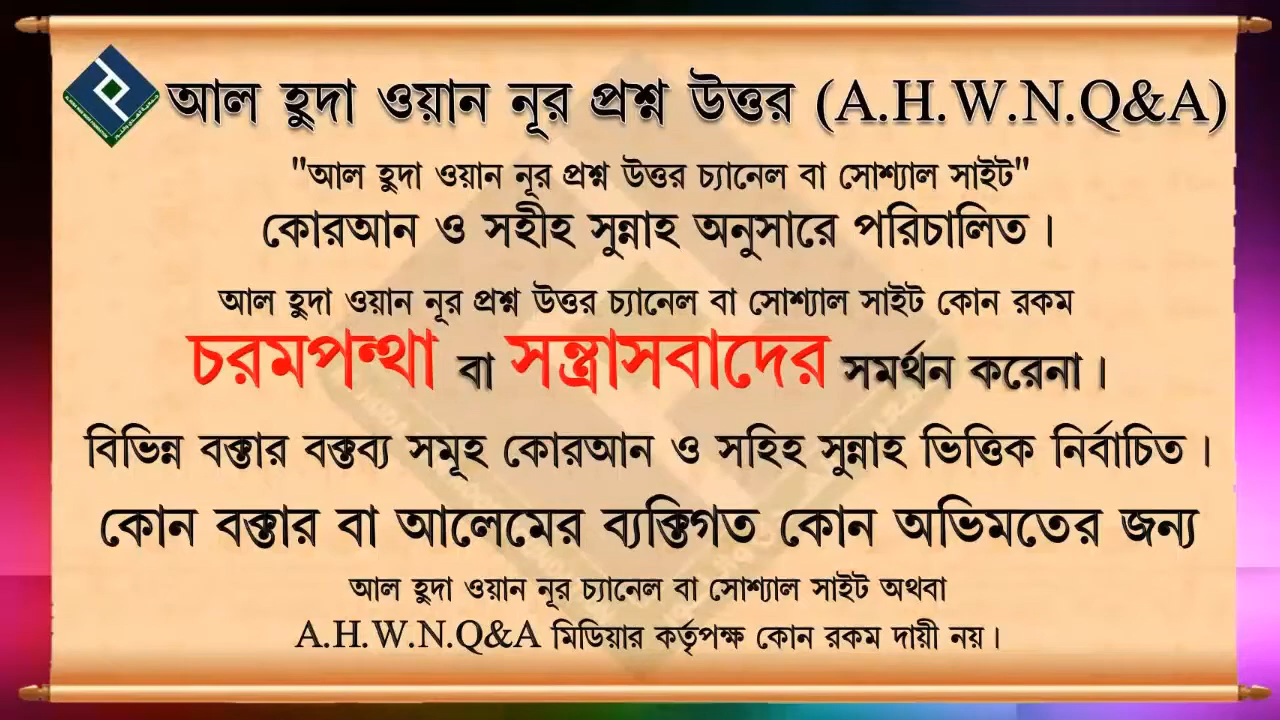 আল হুদা ওয়ান নূর প্রশ্ন উত্তর (A.H.W.N.Q&A)
"আল হুদা ওয়ান নূর প্রশ্ন উত্তর চ্যানেল বা সোশ্যাল সাইট"
কোরআন ও সহীহ সুন্নাহ অনুসারে পরিচালিত।
আল হুদা ওয়ান নূর প্রশ্ন উত্তর চ্যানেল বা সোশ্যাল সাইট কোন রকম
চরমপন্থা বা সন্ত্রাসবাদের সমর্থন করেনা।
বিভিন্ন বক্তার বক্তব্য সমূহ কোরআন ও সহিহ সুন্নাহ ভিত্তিক নির্বাচিত।
কোন বক্তার বা আলেমের ব্যক্তিগত কোন অভিমতের জন্য
আল হুদা ওয়ান নূর চ্যানেল বা সোশ্যাল সাইট অথবা
A.H.W.N.Q&A মিডিয়ার কর্তৃপক্ষ কোন রকম দায়ী নয়।